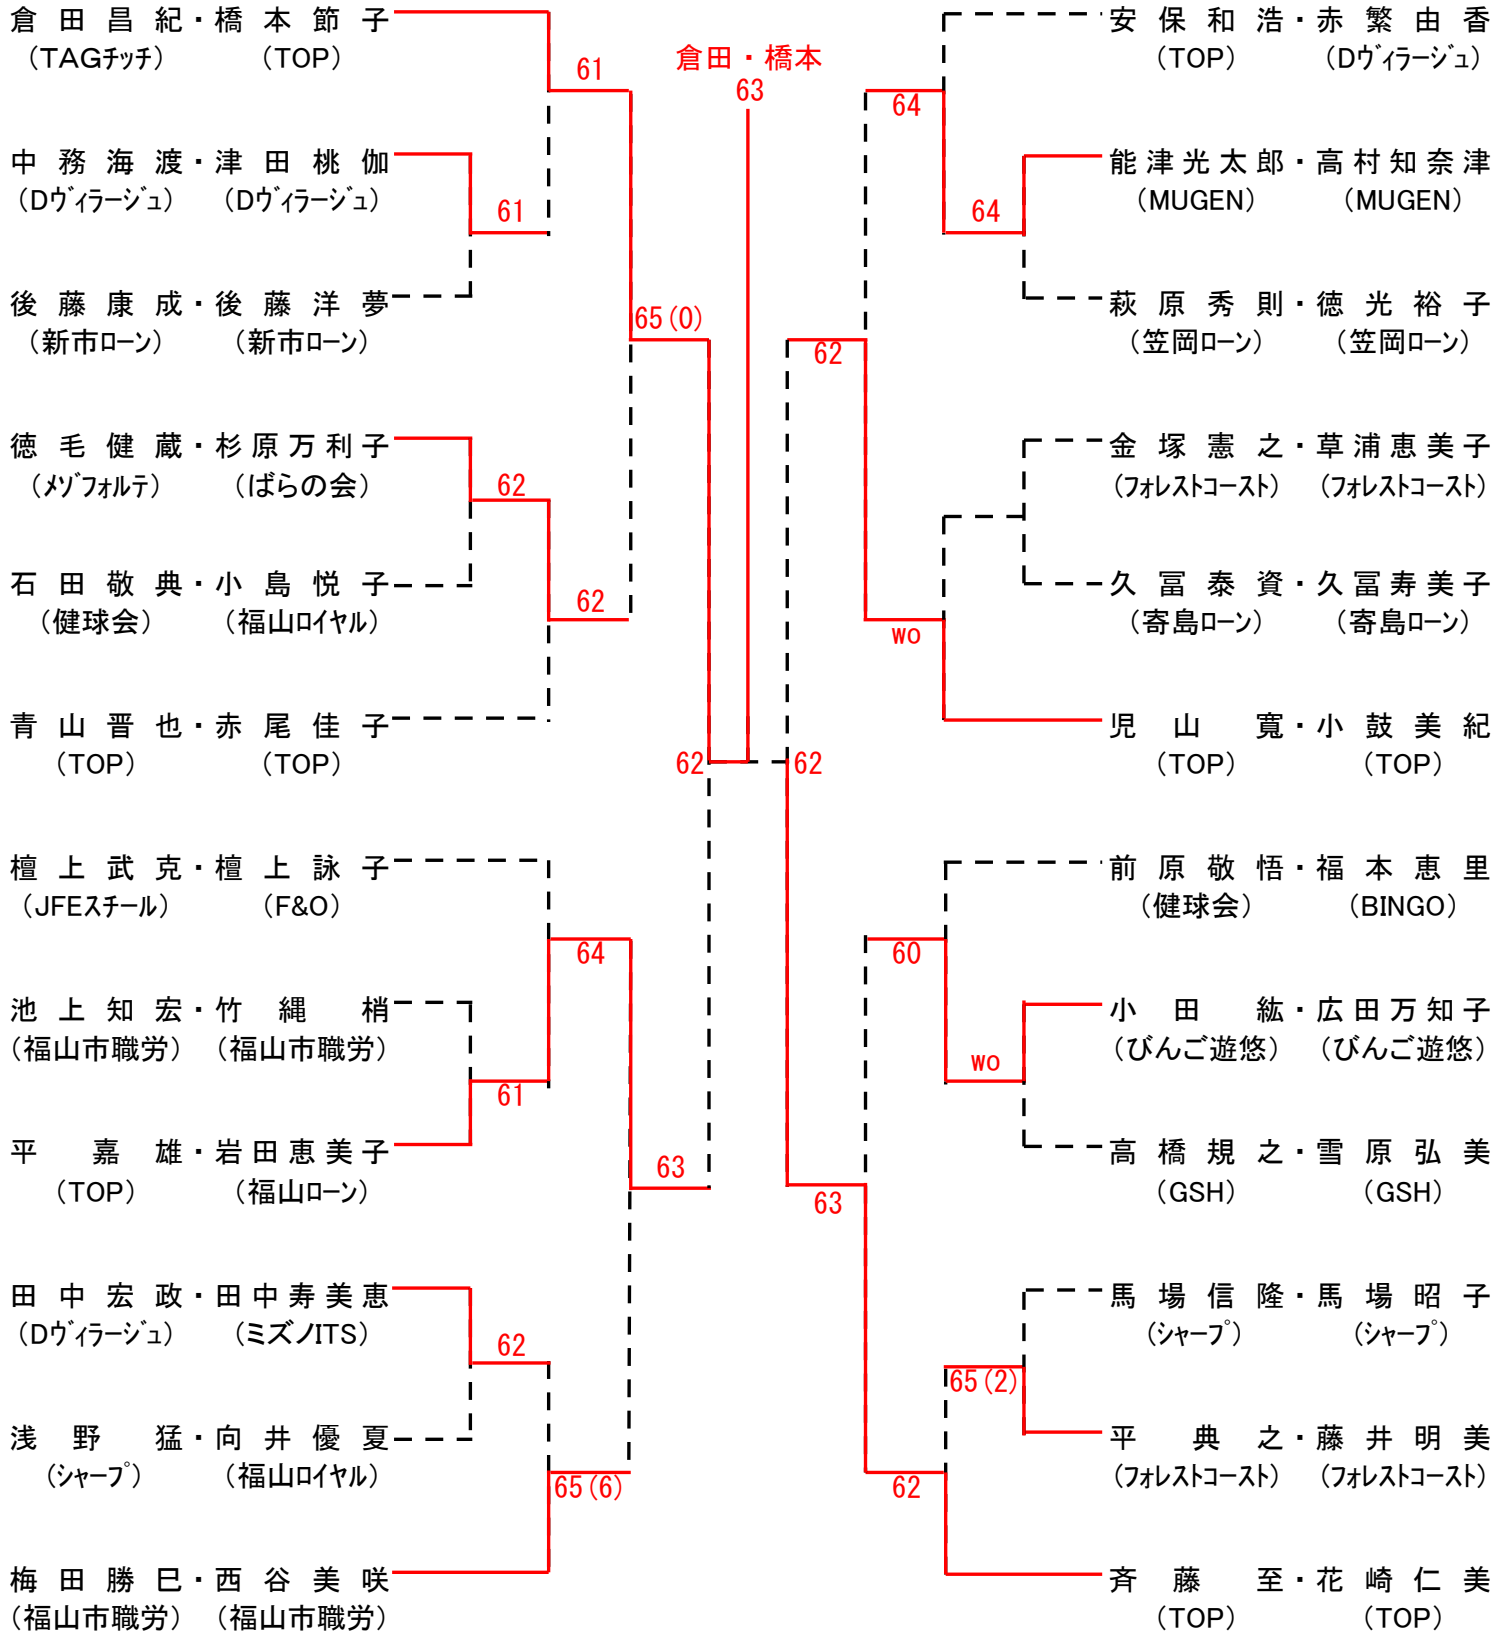 倉田昌紀・橋本節子
（TAGチッチ） （TOP）
61
中務海渡・津田桃伽
（Dヴィラージュ） （Dヴィラージュ）
61
後藤康成・後藤洋夢
（新市ローン） （新市ローン）
65(0)
徳毛健蔵・杉原万利子
（メゾフォルテ） （ばらの会）
62
石田敬典・小島悦子
（健球会） （福山ロイヤル）
62
青山晋也・赤尾佳子
（TOP） （TOP）
62
檀上武克・檀上詠子
（JFEスチール） （F&O）
64
池上知宏・竹縄梢
（福山市職労） （福山市職労）
61
平嘉雄・岩田恵美子
（TOP） （福山ローン）
63
田中宏政・田中寿美恵
（Dヴィラージュ） （ミズノITS）
62
浅野猛・向井優夏
（シャープ） （福山ロイヤル）
65(6)
梅田勝巳・西谷美咲
（福山市職労） （福山市職労）
倉田・橋本
63
安保和浩・赤繁由香
（TOP） （Dヴィラージュ）
64
能津光太郎・高村知奈津
（MUGEN） （MUGEN）
64
萩原秀則・徳光裕子
（笠岡ローン） （笠岡ローン）
62
金塚憲之・草浦恵美子
（フォレストコースト） （フォレストコースト）
久冨泰資・久冨寿美子
（寄島ローン） （寄島ローン）
wo
児山寛・小鼓美紀
（TOP） （TOP）
62
前原敬悟・福本恵里
（健球会） （BINGO）
60
小田紘・広田万知子
（びんご遊悠） （びんご遊悠）
wo
高橋規之・雪原弘美
（GSH） （GSH）
63
馬場信隆・馬場昭子
（シャープ） （シャープ）
65(2)
平典之・藤井明美
（フォレストコースト） （フォレストコースト）
62
斉藤至・花崎仁美
（TOP） （TOP）